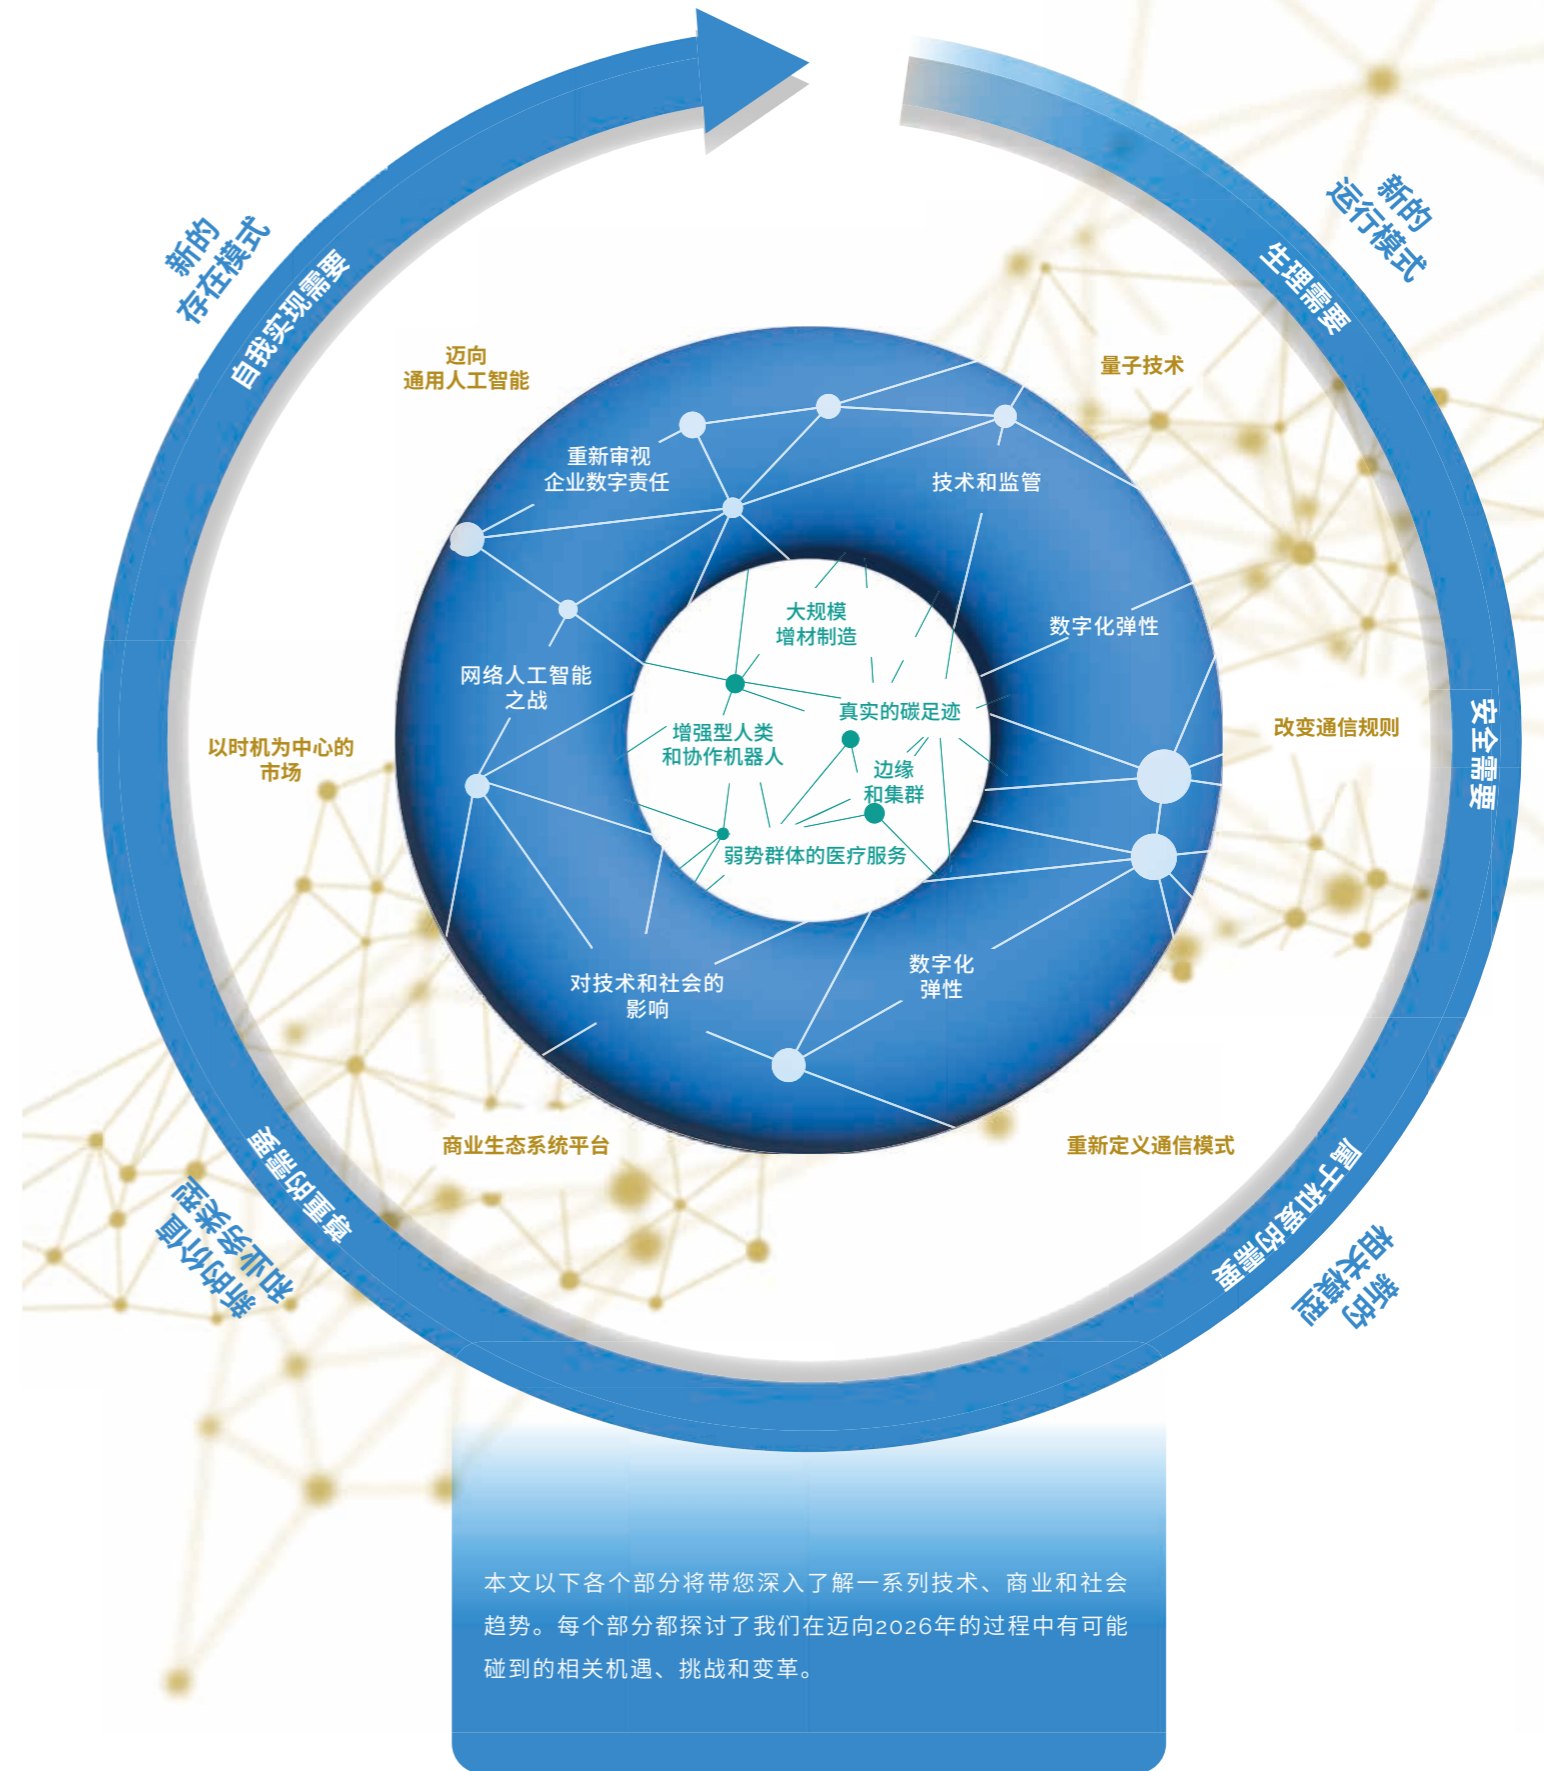 新的
运行模式
生理需要
安全需要
属于和爱的需要
新的
相关模型
尊重的需要
新的价值
和业务类型
自我实现需要
新的
存在模式
迈向
通用人工智能
量子技术
改变通信规则
重新定义通信模式
商业生态系统平台
以时机为中心的
市场
重新审视
企业数字责任
技术和监管
数字化弹性
数字化
弹性
对技术和社会的
影响
网络人工智能
之战
大规模
增材制造
真实的碳足迹
增强型人类
和协作机器人
边缘
和集群
弱势群体的医疗服务
本文以下各个部分将带您深入了解一系列技术、商业和社会
趋势。每个部分都探讨了我们在迈向2026年的过程中有可能
碰到的相关机遇、挑战和变革。